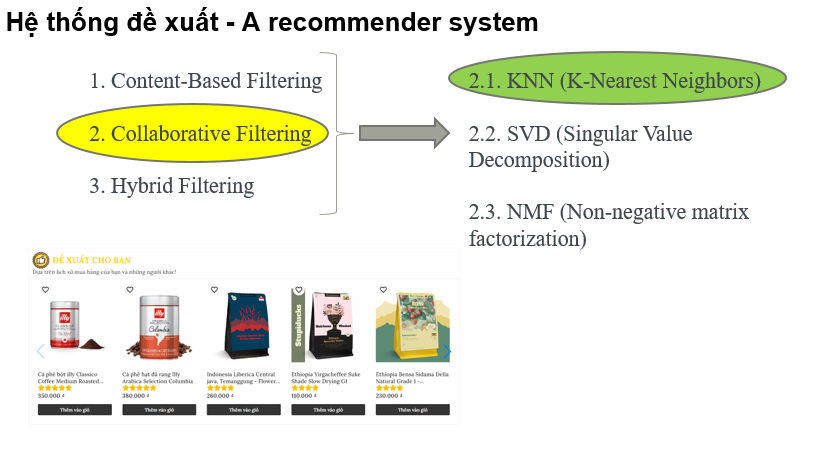 Hệ thống đề xuất - A recommender system
1. Content-Based Filtering
2. Collaborative Filtering
3. Hybrid Filtering
2.1. KNN (K-Nearest Neighbors)
2.2. SVD (Singular Value
Decomposition)
2.3. NMF (Non-negative matrix
factorization)
ĐỀ XUẤT CHO BẠN
Dựa trên lịch sử mua hàng của bạn và những người khác!
illy
CLASSICO
illy
Colombia
Stupiducks
Cà phê bột illy Classico
Coffee Medium Roasted...
350.000 ₫
Thêm vào giỏ
Cà phê hạt đã rang illy
Arabica Selection Columbia
380.000 ₫
Thêm vào giỏ
Indonesia Liberica Central
java, Temanggung - Flower...
260.000 ₫
Thêm vào giỏ
Ethiopia Yirgacheffee Suke
Shade Slow Drying G1
110.000 ₫
Thêm vào giỏ
Ethiopia Bensa Sidama Della
Natural Grade 1 -...
230.000 ₫
Thêm vào giỏ